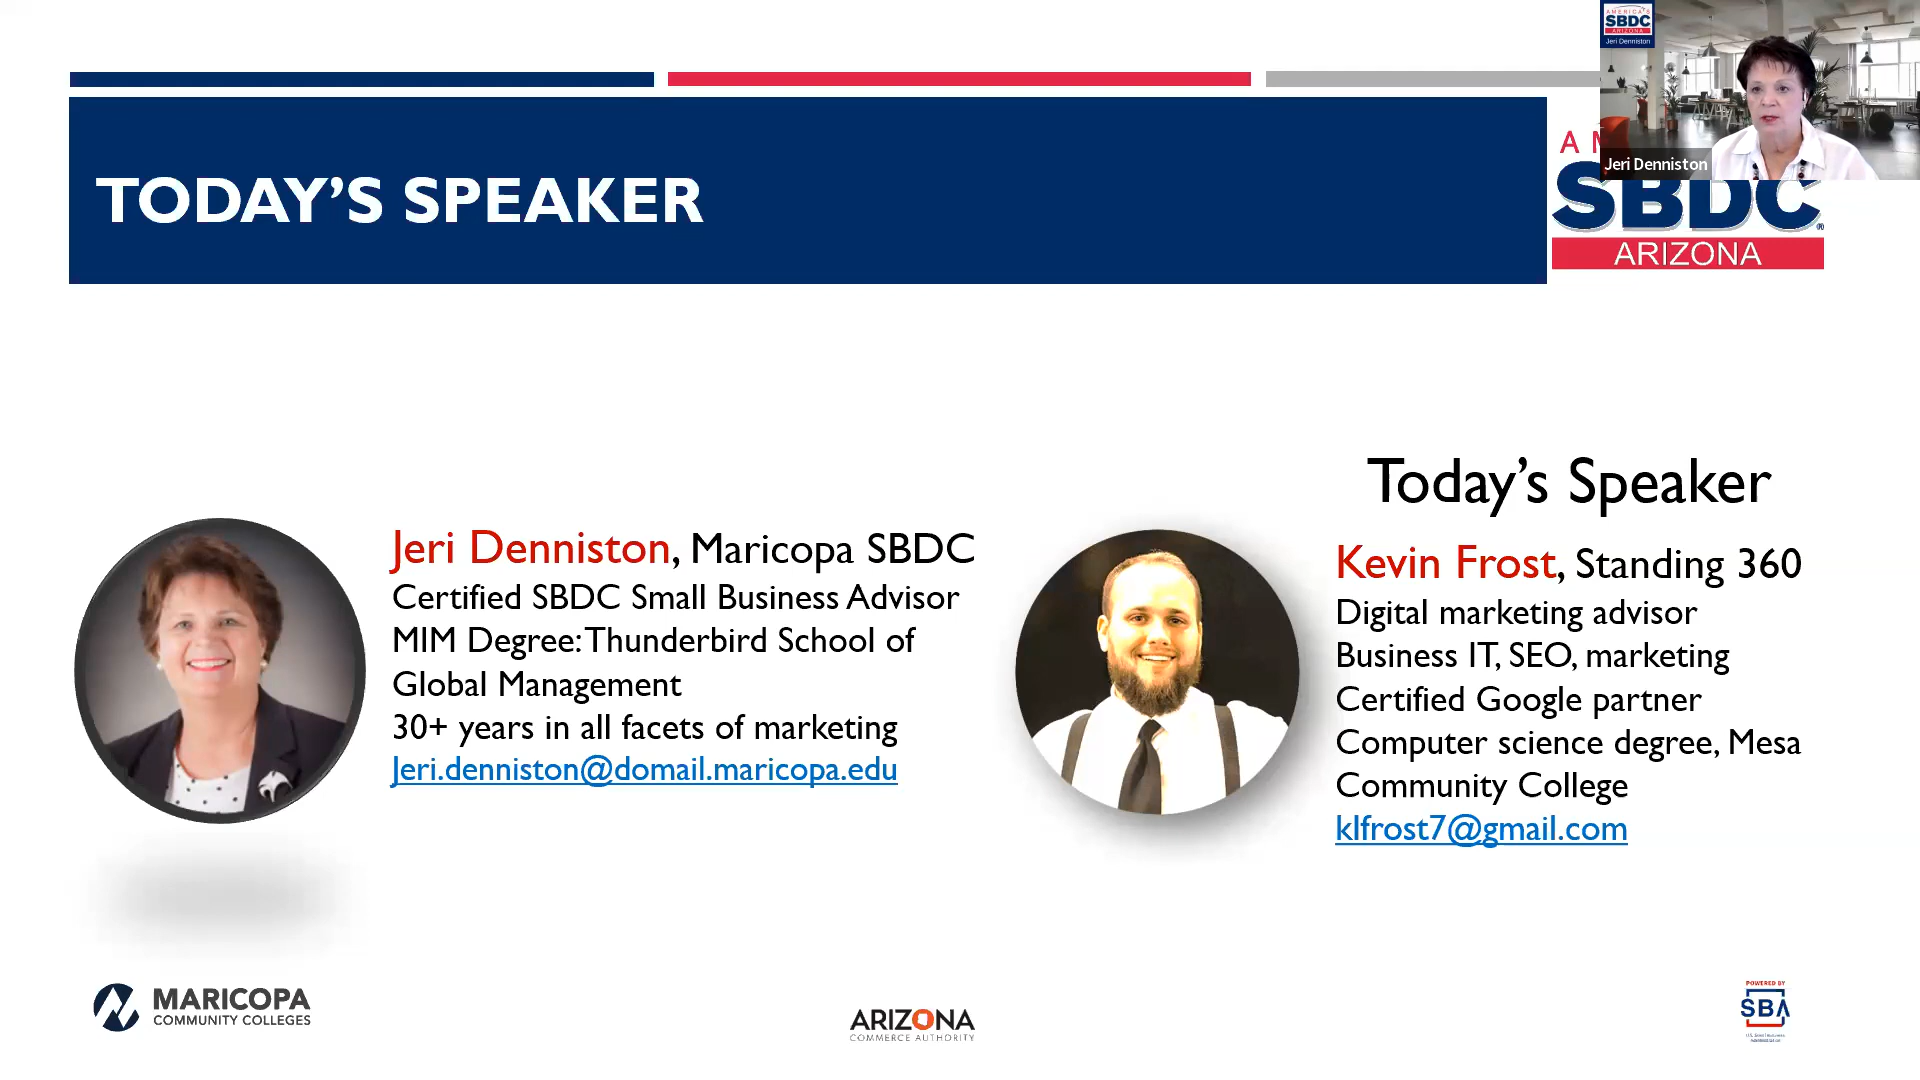 AMERICA'S
SBDC
ARIZONA
Jeri Denniston
Jeri Denniston
TODAY’S SPEAKER
A
SBDC
ARIZONA
Today’s Speaker
Jeri Denniston, Maricopa SBDC
Certified SBDC Small Business Advisor
MIM Degree: Thunderbird School of
Global Management
30+ years in all facets of marketing
Jeri.denniston@domail.maricopa.edu
Kevin Frost, Standing 360
Digital marketing advisor
Business IT, SEO, marketing
Certified Google partner
Computer science degree, Mesa
Community College
klfrost7@gmail.com
MARICOPA
COMMUNITY COLLEGES
ARIZONA
COMMERCE AUTHORITY
POWERED BY
SBA